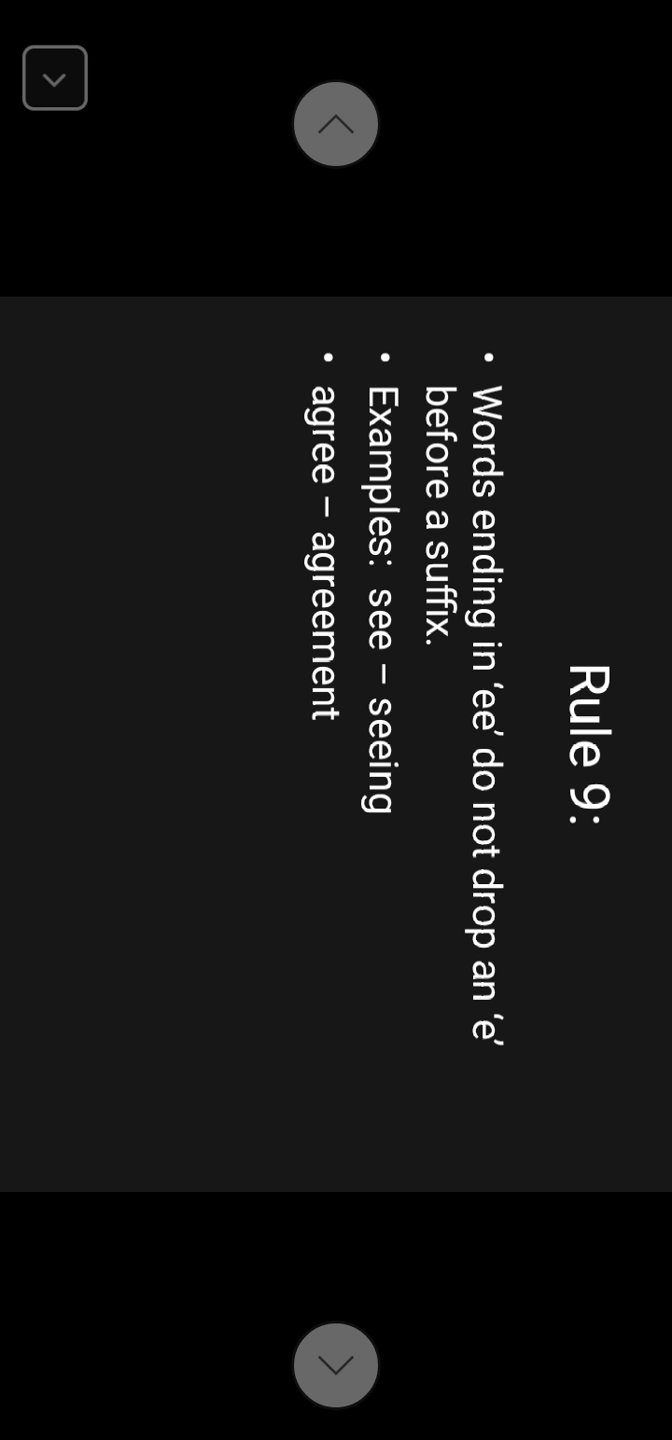 Rule 9:
• Words ending in ‘ee’ do not drop an ‘e’
before a suffix.
• Examples: see – seeing
• agree – agreement